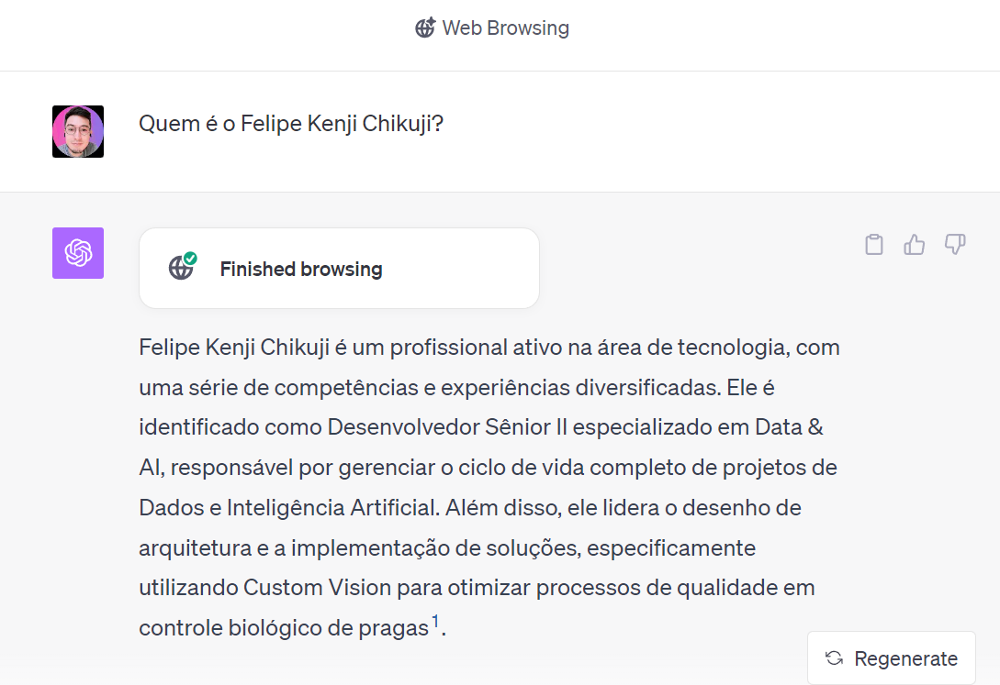 Web Browsing
Quem é o Felipe Kenji Chikuji?
Finished browsing
Felipe Kenji Chikuji é um profissional ativo na área de tecnologia, com
uma série de competências e experiências diversificadas. Ele é
identificado como Desenvolvedor Sênior II especializado em Data &
AI, responsável por gerenciar o ciclo de vida completo de projetos de
Dados e Inteligência Artificial. Além disso, ele lidera o desenho de
arquitetura e a implementação de soluções, especificamente
utilizando Custom Vision para otimizar processos de qualidade em
controle biológico de pragas¹.
Regenerate